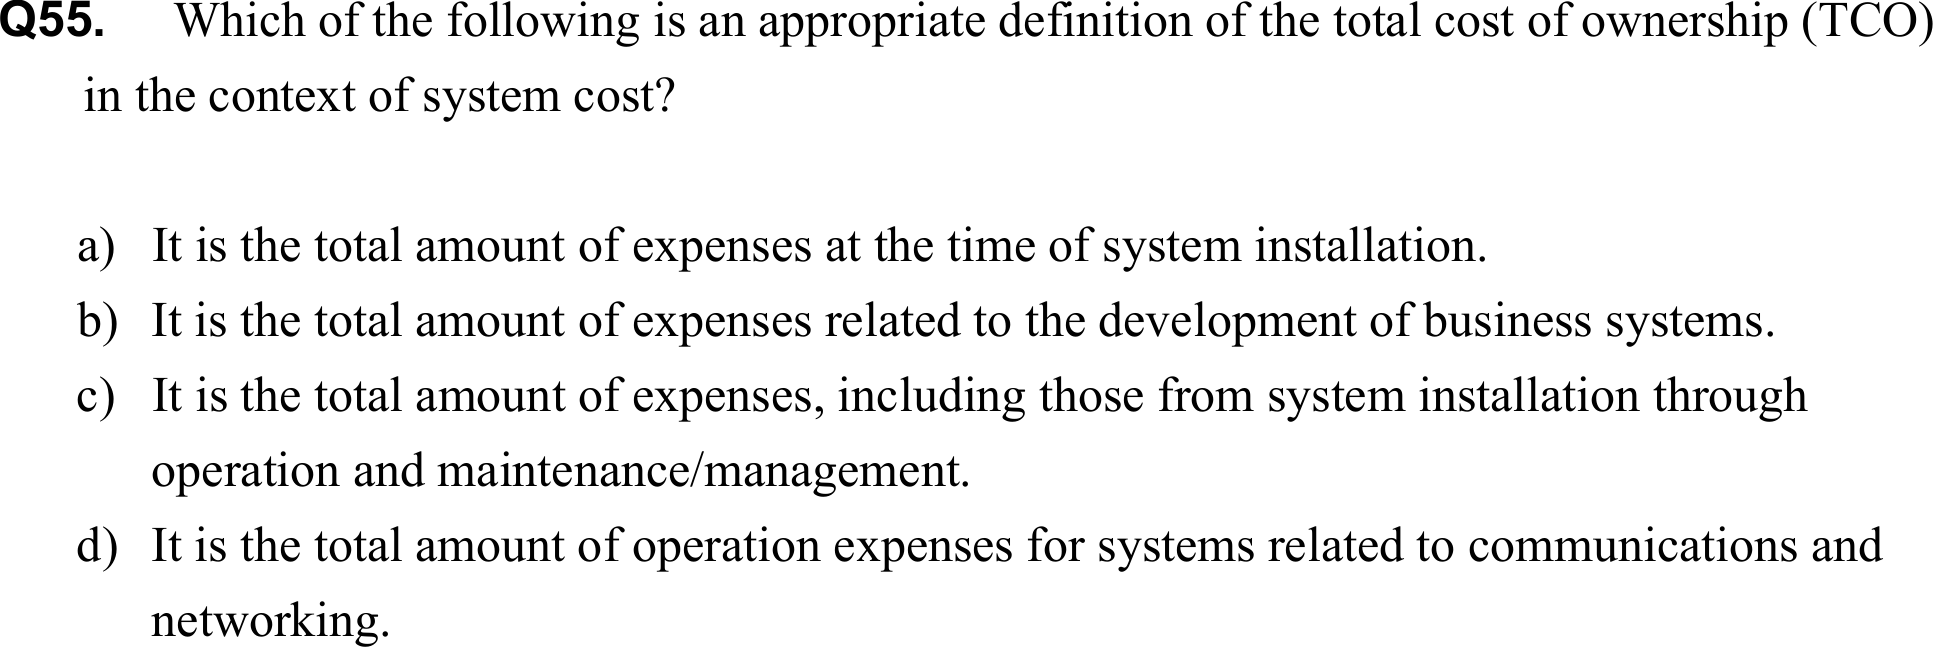 Q55. Which of the following is an appropriate definition of the total cost of ownership (TCO)
in the context of system cost?
a) It is the total amount of expenses at the time of system installation.
b) It is the total amount of expenses related to the development of business systems.
c) It is the total amount of expenses, including those from system installation through
operation and maintenance/management.
d) It is the total amount of operation expenses for systems related to communications and
networking.